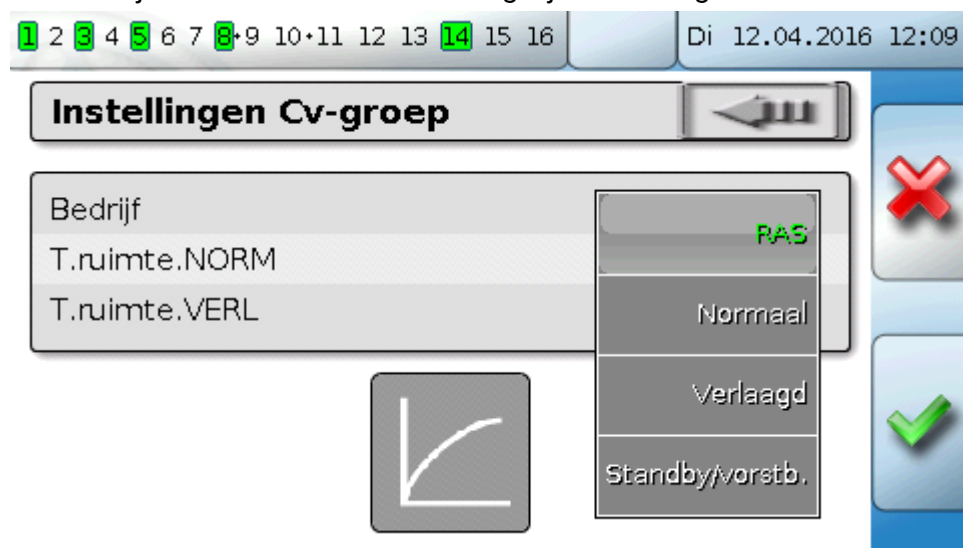 1 2 3 4 5 6 7 8•9 10•11 12 13 14 15 16 Di 12.04.2016 12:09
Instellingen Cv-groep
Bedrijf
RAS
T.ruimte.NORM
T.ruimte.VERL
Normaal
Verlaagd
Standby/vorstb.